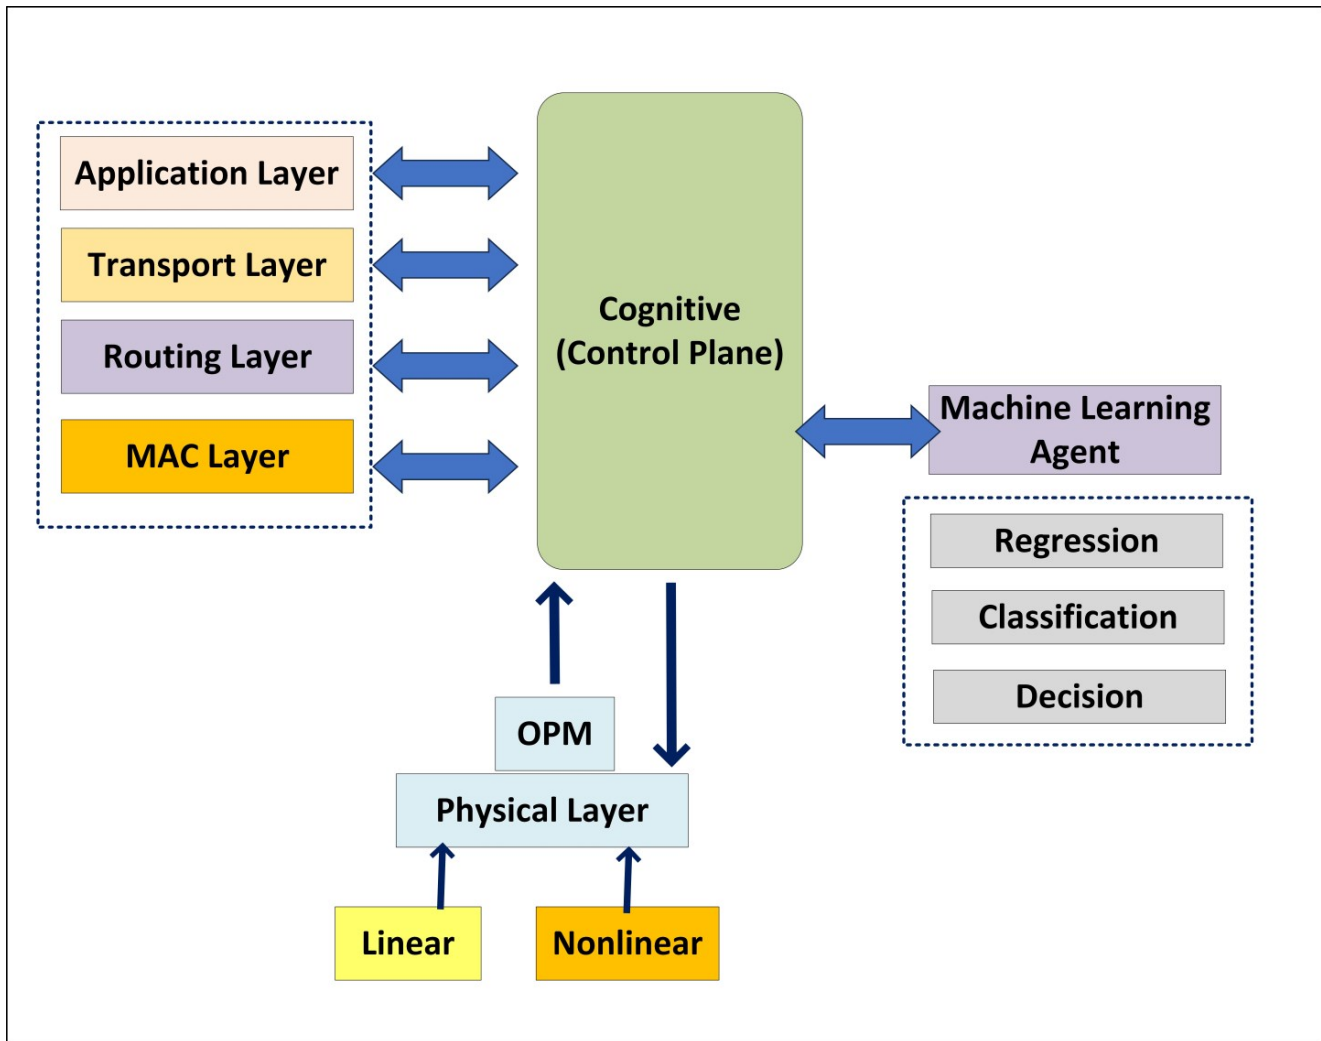 Application Layer
Transport Layer
Routing Layer
MAC Layer
Cognitive
(Control Plane)
Machine Learning
Agent
Regression
Classification
Decision
OPM
Physical Layer
Linear
Nonlinear